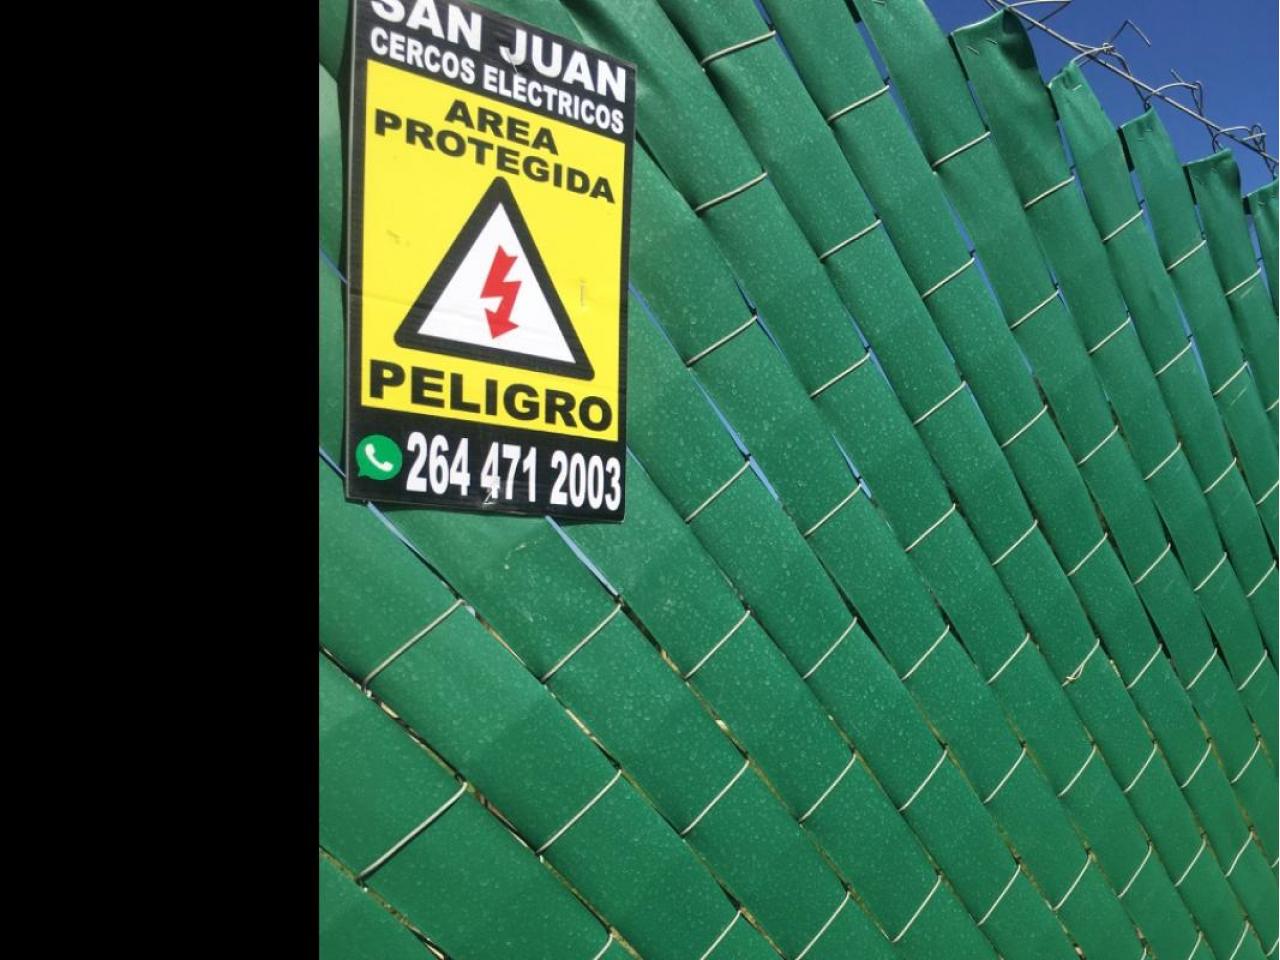 SAN JUAN
CERCOS ELECTRICOS
AREA
PROTEGIDA
PELIGRO
264 471 2003